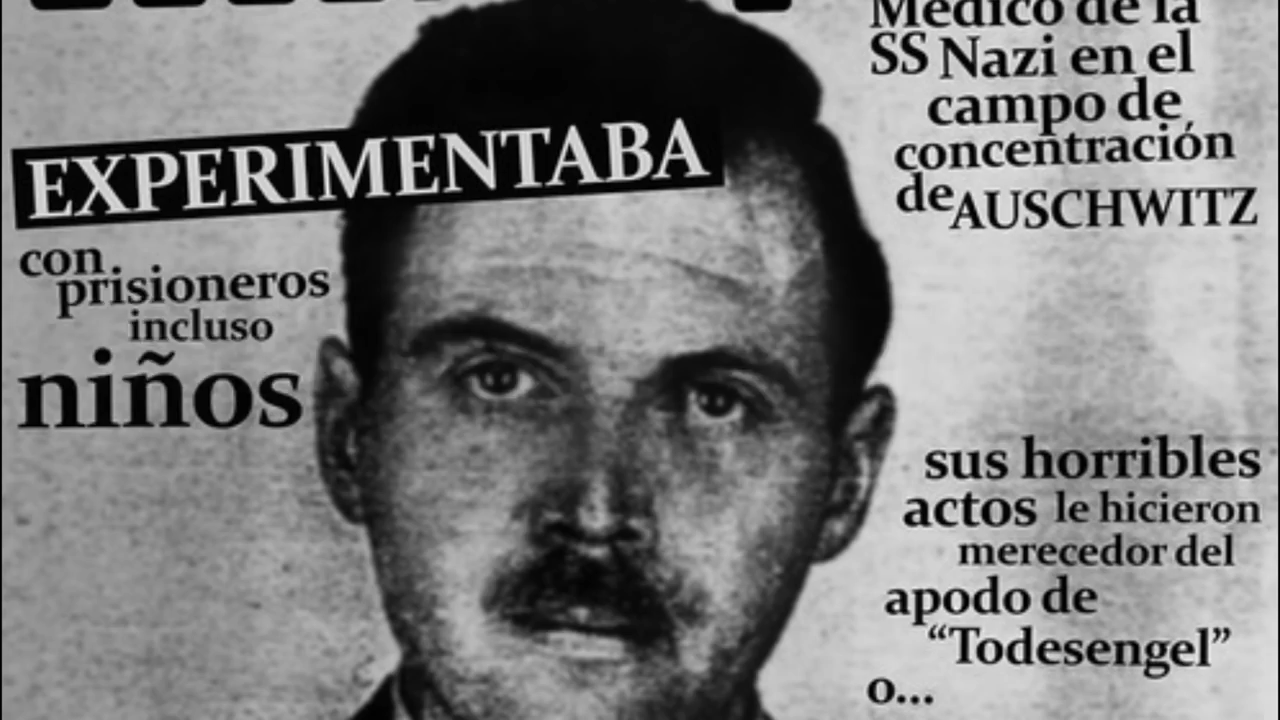 EXPERIMENTABA
con
prisioneros
incluso
niños
Médico de la
SS Nazi en el
campo de
concentración
de AUSCHWITZ
sus horribles
actos le hicieron
merecedor del
apodo de
“Todesengel”
o...